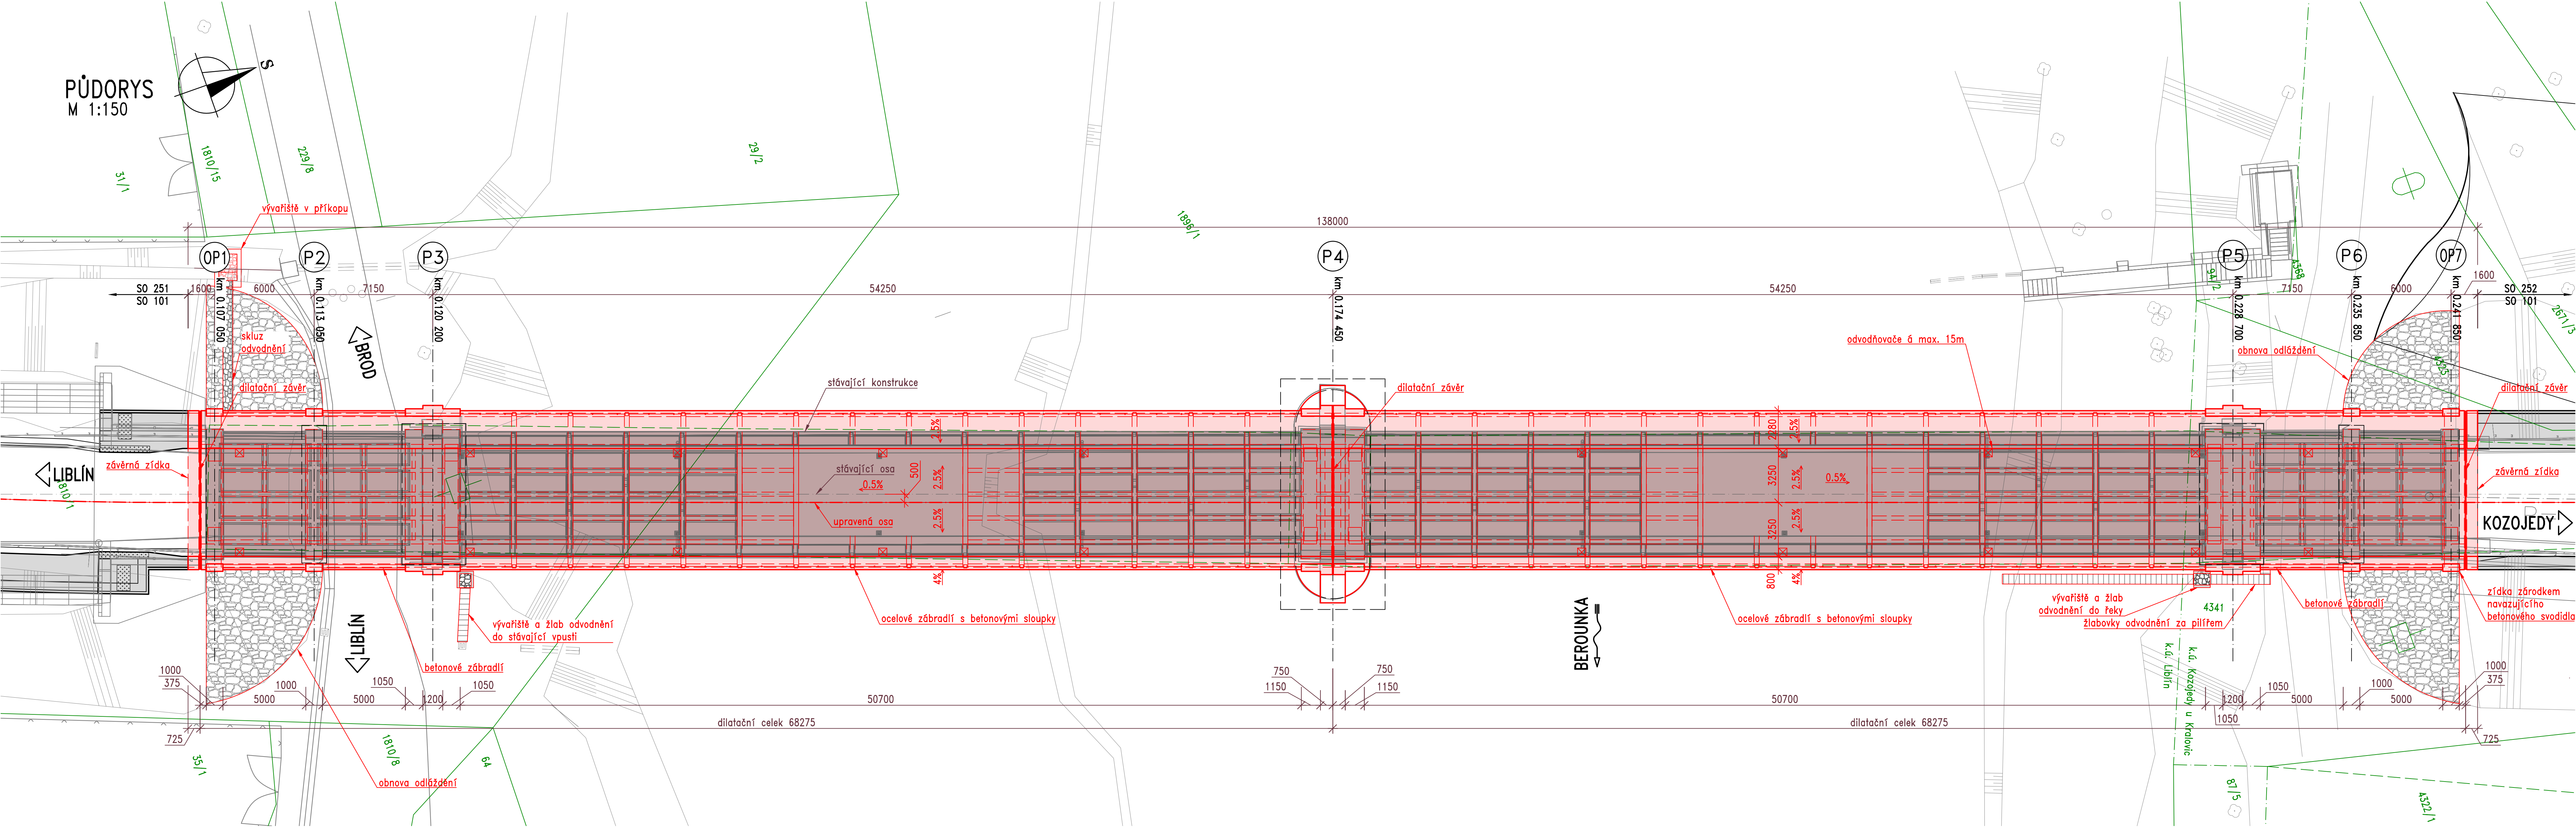 PŮDORYS
M 1:150
S
31/1
1810/15
229/8
29/2
1896/1
94/2
4368
4325
2671/3
vývařiště v příkopu
138000
OP1
P2
P3
P4
P5
P6
OP7
km 0.107 050
km 0.113 050
km 0.120 200
km 0.174 450
km 0.228 700
km 0.235 850
km 0.241 850
SO 251
SO 101
1600
6000
7150
54250
54250
7150
6000
1600
SO 252
SO 101
skluz
odvodnění
dilatační závěr
BROD
stávající konstrukce
dilatační závěr
odvodňovače á max. 15m
obnova odláždění
dilatační závěr
závěrná zídka
LIBLÍN
1810/1
stávající osa
0.5%
500
upravená osa
2.5%
2.5%
2.5%
4%
2280
3250
3250
800
2.5%
2.5%
2.5%
4%
0.5%
závěrná zídka
KOZOJEDY
LIBLÍN
vývařiště a žlab odvodnění
do stávající vpusti
betonové zábradlí
ocelové zábradlí s betonovými sloupky
BEROUNKA
ocelové zábradlí s betonovými sloupky
vývařiště a žlab
odvodnění do řeky
žlabovky odvodnění za pilířem
4341
betonové zábradlí
zídka zárodkem
navazujícího
betonového svodidla
k.ú. Liblín
k.ú. Kozojedy u Kralovic
1000
375
5000
1000
5000
1050
1200
1050
50700
750
1150
750
1150
50700
1200
1050
1050
5000
1000
5000
1000
375
dilatační celek 68275
dilatační celek 68275
725
725
35/1
1810/8
64
obnova odláždění
87/5
4322/1